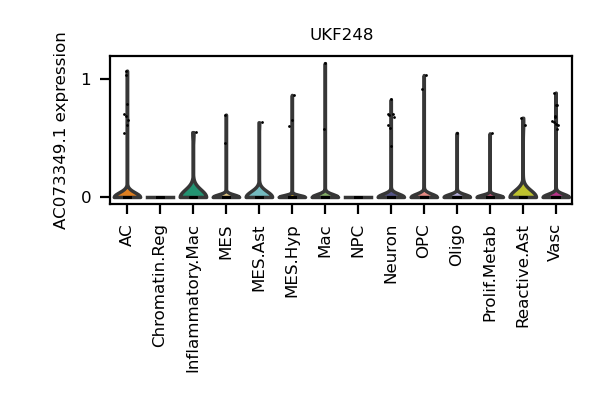 UKF248
AC073349.1 expression
1
0
AC
Chromatin.Reg
Inflammatory.Mac
MES
MES.Ast
MES.Hyp
Mac
NPC
Neuron
OPC
Oligo
Prolif.Metab
Reactive.Ast
Vasc